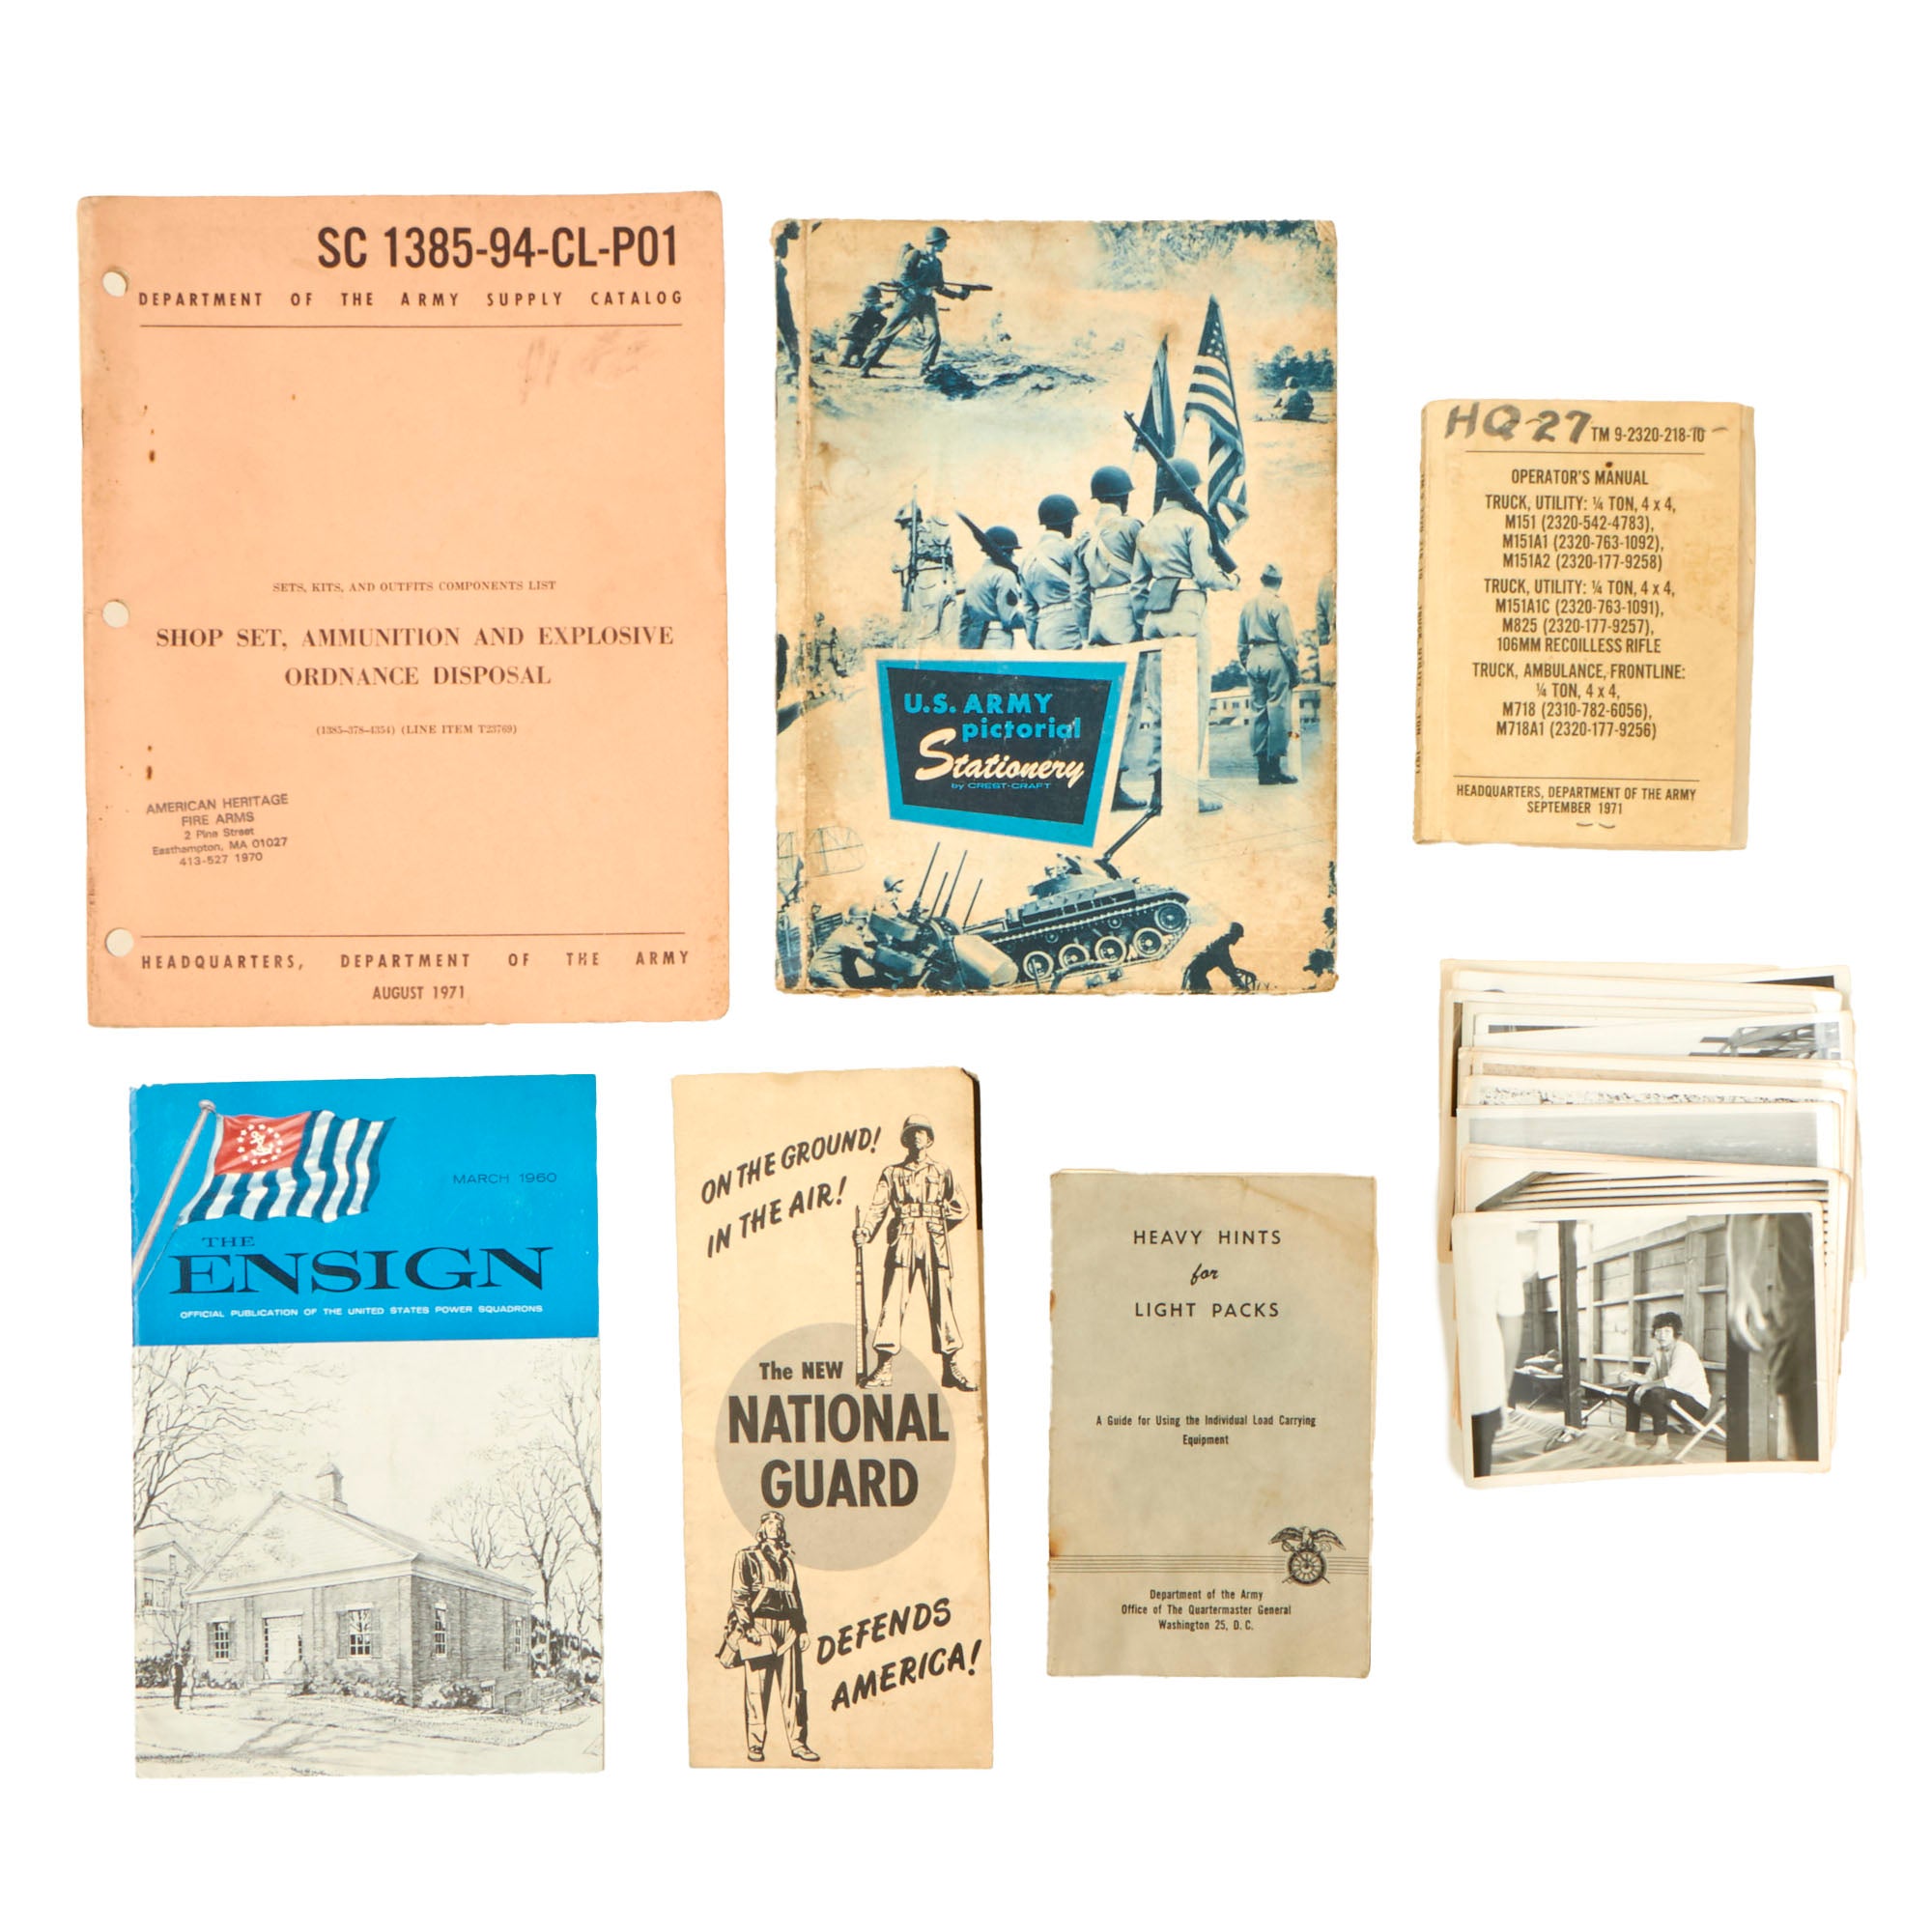 SC 1385-94-CL-P01
DEPARTMENT OF THE ARMY SUPPLY CATALOG
SETS, KITS, AND OUTFITS COMPONENTS LIST
SHOP SET, AMMUNITION AND EXPLOSIVE
ORDNANCE DISPOSAL
(1385-378-4354) (LINE ITEM T23769)
AMERICAN HERITAGE
FIRE ARMS
2 Pine Street
Easthampton, MA 01027
413-527 1970
HEADQUARTERS, DEPARTMENT OF THE ARMY
AUGUST 1971
U.S. ARMY
pictorial
Stationery
by CREST-CRAFT
HQ-27 TM 9-2320-218-10
OPERATOR'S MANUAL
TRUCK, UTILITY: ¼ TON, 4 x 4,
M151 (2320-542-4783),
M151A1 (2320-763-1092),
M151A2 (2320-177-9258)
TRUCK, UTILITY: ¼ TON, 4 x 4,
M151A1C (2320-763-1091),
M825 (2320-177-9257),
106MM RECOILLESS RIFLE
TRUCK, AMBULANCE, FRONTLINE:
¼ TON, 4 x 4,
M718 (2310-782-6056),
M718A1 (2320-177-9256)
HEADQUARTERS, DEPARTMENT OF THE ARMY
SEPTEMBER 1971
MARCH 1960
THE
ENSIGN
OFFICIAL PUBLICATION OF THE UNITED STATES POWER SQUADRONS
ON THE GROUND!
IN THE AIR!
The NEW
NATIONAL
GUARD
DEFENDS
AMERICA!
HEAVY HINTS
for
LIGHT PACKS
A Guide for Using the Individual Load Carrying
Equipment
Department of the Army
Office of The Quartermaster General
Washington 25, D. C.